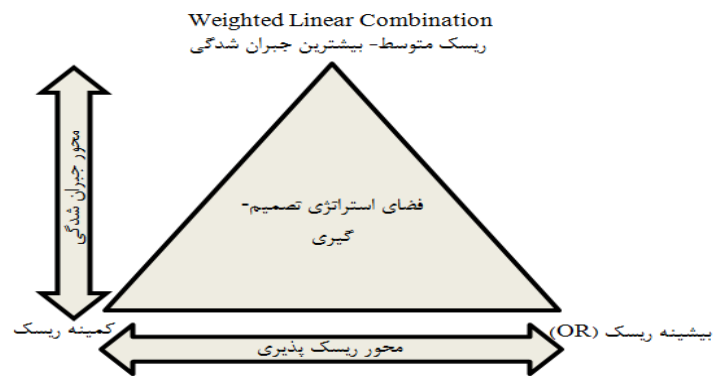 Weighted Linear Combination
ریسک متوسط- بیشترین جبران شدگی
محور جبران شدگی
فضای استراتژی تصمیم-
گیری
بیشینه ریسک (OR)
کمینه ریسک
محور ریسک پذیری